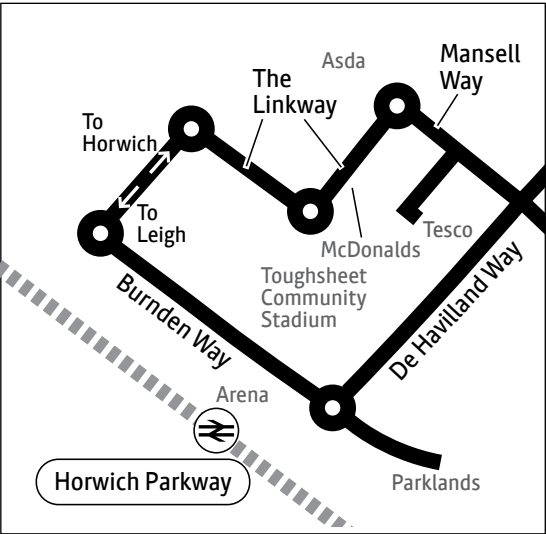 Asda
Mansell
Way
The
Linkway
To
Horwich
To
Leigh
Tesco
McDonalds
Toughsheet
Community
Stadium
De Havilland Way
Burnden Way
Arena
Horwich Parkway
Parklands